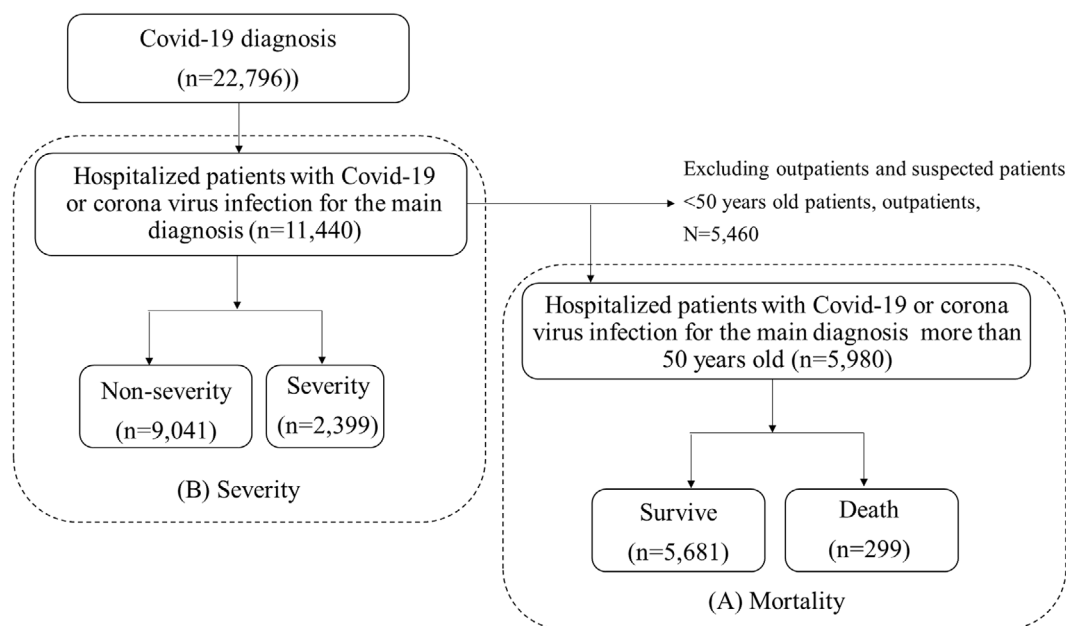 Covid-19 diagnosis
(n=22,796))
Hospitalized patients with Covid-19
or corona virus infection for the main
diagnosis (n=11,440)
Excluding outpatients and suspected patients
<50 years old patients, outpatients,
N=5,460
Non-severity
(n=9,041)
Severity
(n=2,399)
(B) Severity
Hospitalized patients with Covid-19 or corona
virus infection for the main diagnosis more than
50 years old (n=5,980)
Survive
(n=5,681)
Death
(n=299)
(A) Mortality